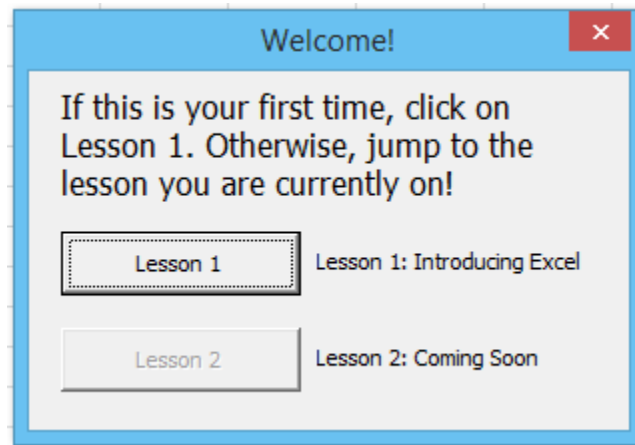 Welcome!
If this is your first time, click on
Lesson 1. Otherwise, jump to the
lesson you are currently on!
Lesson 1 Lesson 1: Introducing Excel
Lesson 2 Lesson 2: Coming Soon